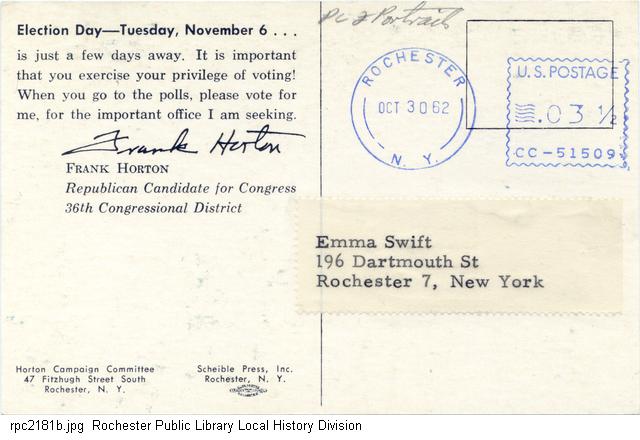 Election Day—Tuesday, November 6 . . .
is just a few days away. It is important
that you exercise your privilege of voting!
When you go to the polls, please vote for
me, for the important office I am seeking.
Frank Horton
FRANK HORTON
Republican Candidate for Congress
36th Congressional District
Horton Campaign Committee
47 Fitzhugh Street South
Rochester, N. Y.
Scheible Press, Inc.
Rochester, N. Y.
PC 2 Portraits
ROCHESTER
OCT 30 62
N. Y.
U.S. POSTAGE
.03 ½
CC-51509
Emma Swift
196 Dartmouth St
Rochester 7, New York
rpc2181b.jpg Rochester Public Library Local History Division